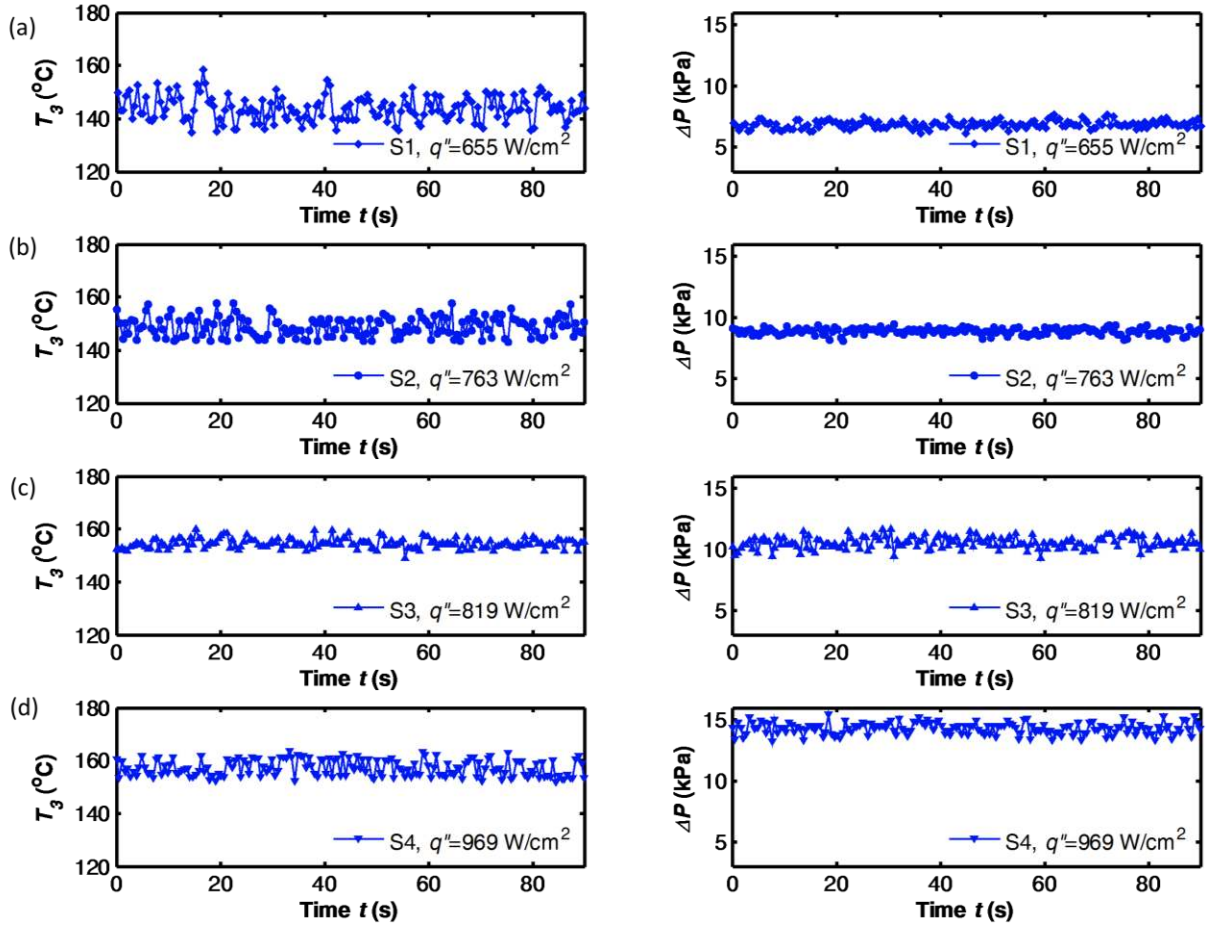 (a)
180
160
140
120
T3 (oC)
0 20 40 60 80
Time t (s)
S1, q"=655 W/cm2
15
10
5
ΔP (kPa)
0 20 40 60 80
Time t (s)
S1, q"=655 W/cm2
(b)
180
160
140
120
T3 (oC)
0 20 40 60 80
Time t (s)
S2, q"=763 W/cm2
15
10
5
ΔP (kPa)
0 20 40 60 80
Time t (s)
S2, q"=763 W/cm2
(c)
180
160
140
120
T3 (oC)
0 20 40 60 80
Time t (s)
S3, q"=819 W/cm2
15
10
5
ΔP (kPa)
0 20 40 60 80
Time t (s)
S3, q"=819 W/cm2
(d)
180
160
140
120
T3 (oC)
0 20 40 60 80
Time t (s)
S4, q"=969 W/cm2
15
10
5
ΔP (kPa)
0 20 40 60 80
Time t (s)
S4, q"=969 W/cm2